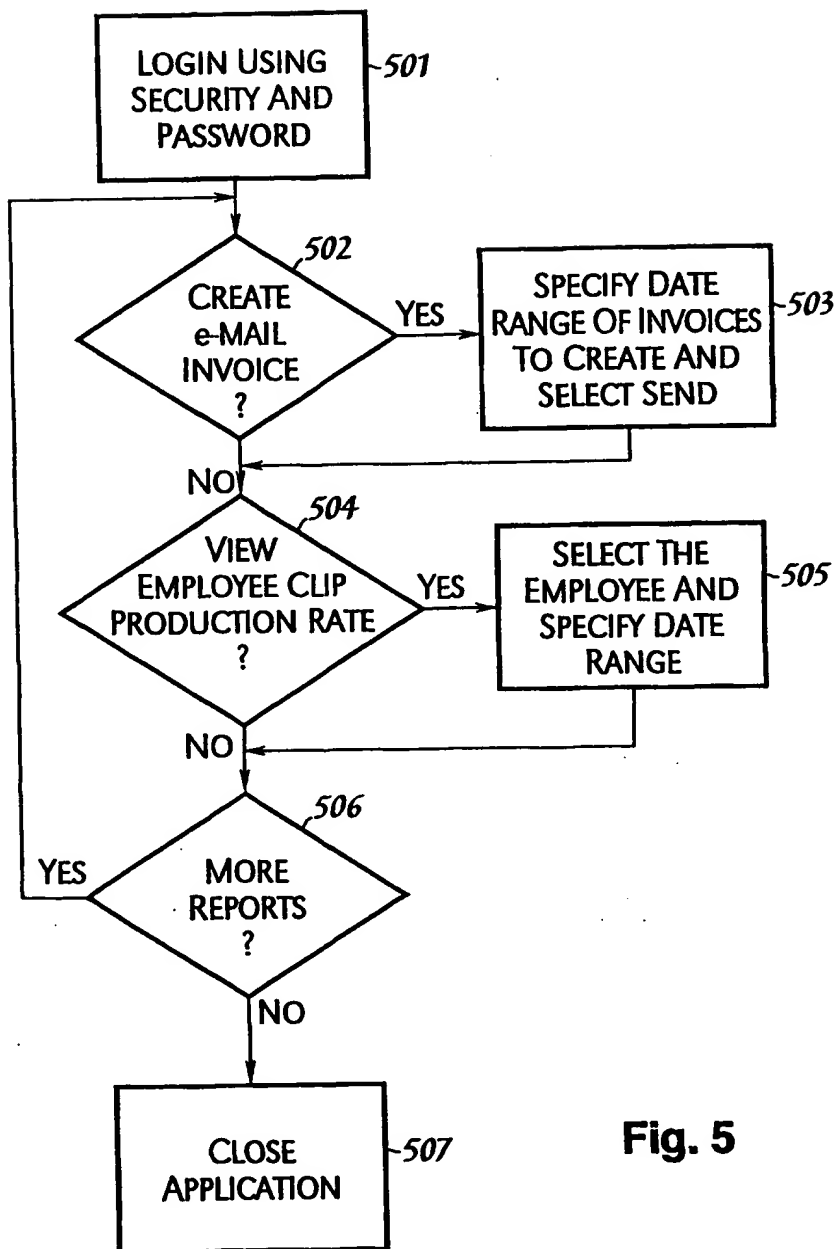 LOGIN USING
SECURITY AND
PASSWORD
501
502
CREATE
e-MAIL
INVOICE
?
YES
SPECIFY DATE
RANGE OF INVOICES
TO CREATE AND
SELECT SEND
503
NO
504
VIEW
EMPLOYEE CLIP
PRODUCTION RATE
?
YES
SELECT THE
EMPLOYEE AND
SPECIFY DATE
RANGE
505
NO
506
YES
MORE
REPORTS
?
NO
CLOSE
APPLICATION
507
Fig. 5